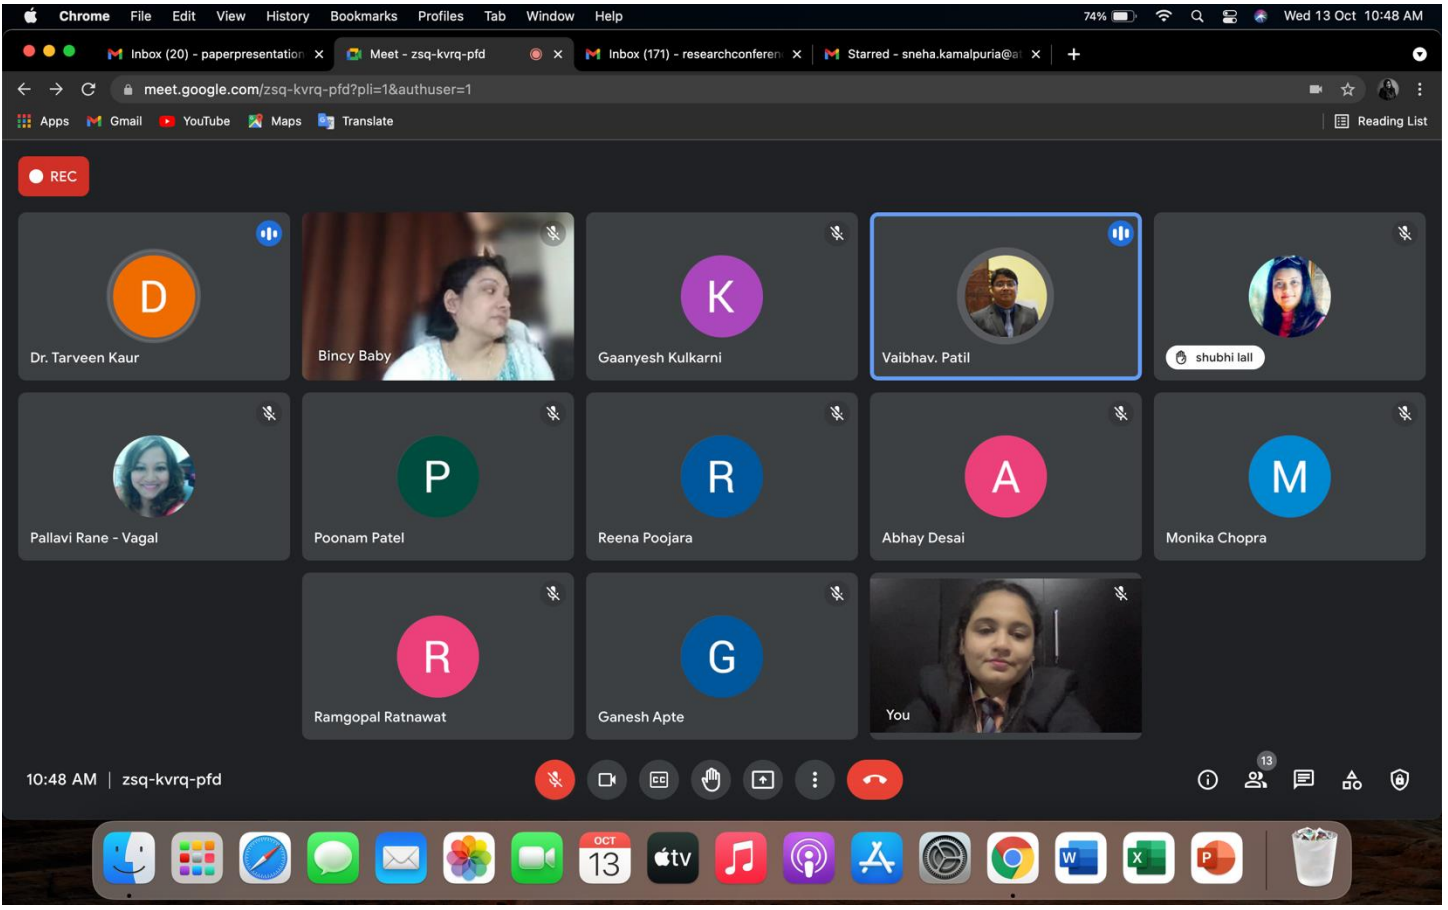 Chrome File Edit View History Bookmarks Profiles Tab Window Help 74% Wed 13 Oct 10:48 AM
Inbox (20) - paperpresentation Meet - zsq-kvrq-pfd Inbox (171) - researchconferen Starred - sneha.kamalpuria@at
meet.google.com/zsq-kvrq-pfd?pli=1&authuser=1
Apps Gmail YouTube Maps Translate Reading List
REC
D K
Dr. Tarveen Kaur Bincy Baby Gaanyesh Kulkarni Vaibhav. Patil shubhi lall
P R A M
Pallavi Rane - Vagal Poonam Patel Reena Poojara Abhay Desai Monika Chopra
R G
Ramgopal Ratnawat Ganesh Apte You
13
10:48 AM | zsq-kvrq-pfd CC
OCT
13 tv W X P